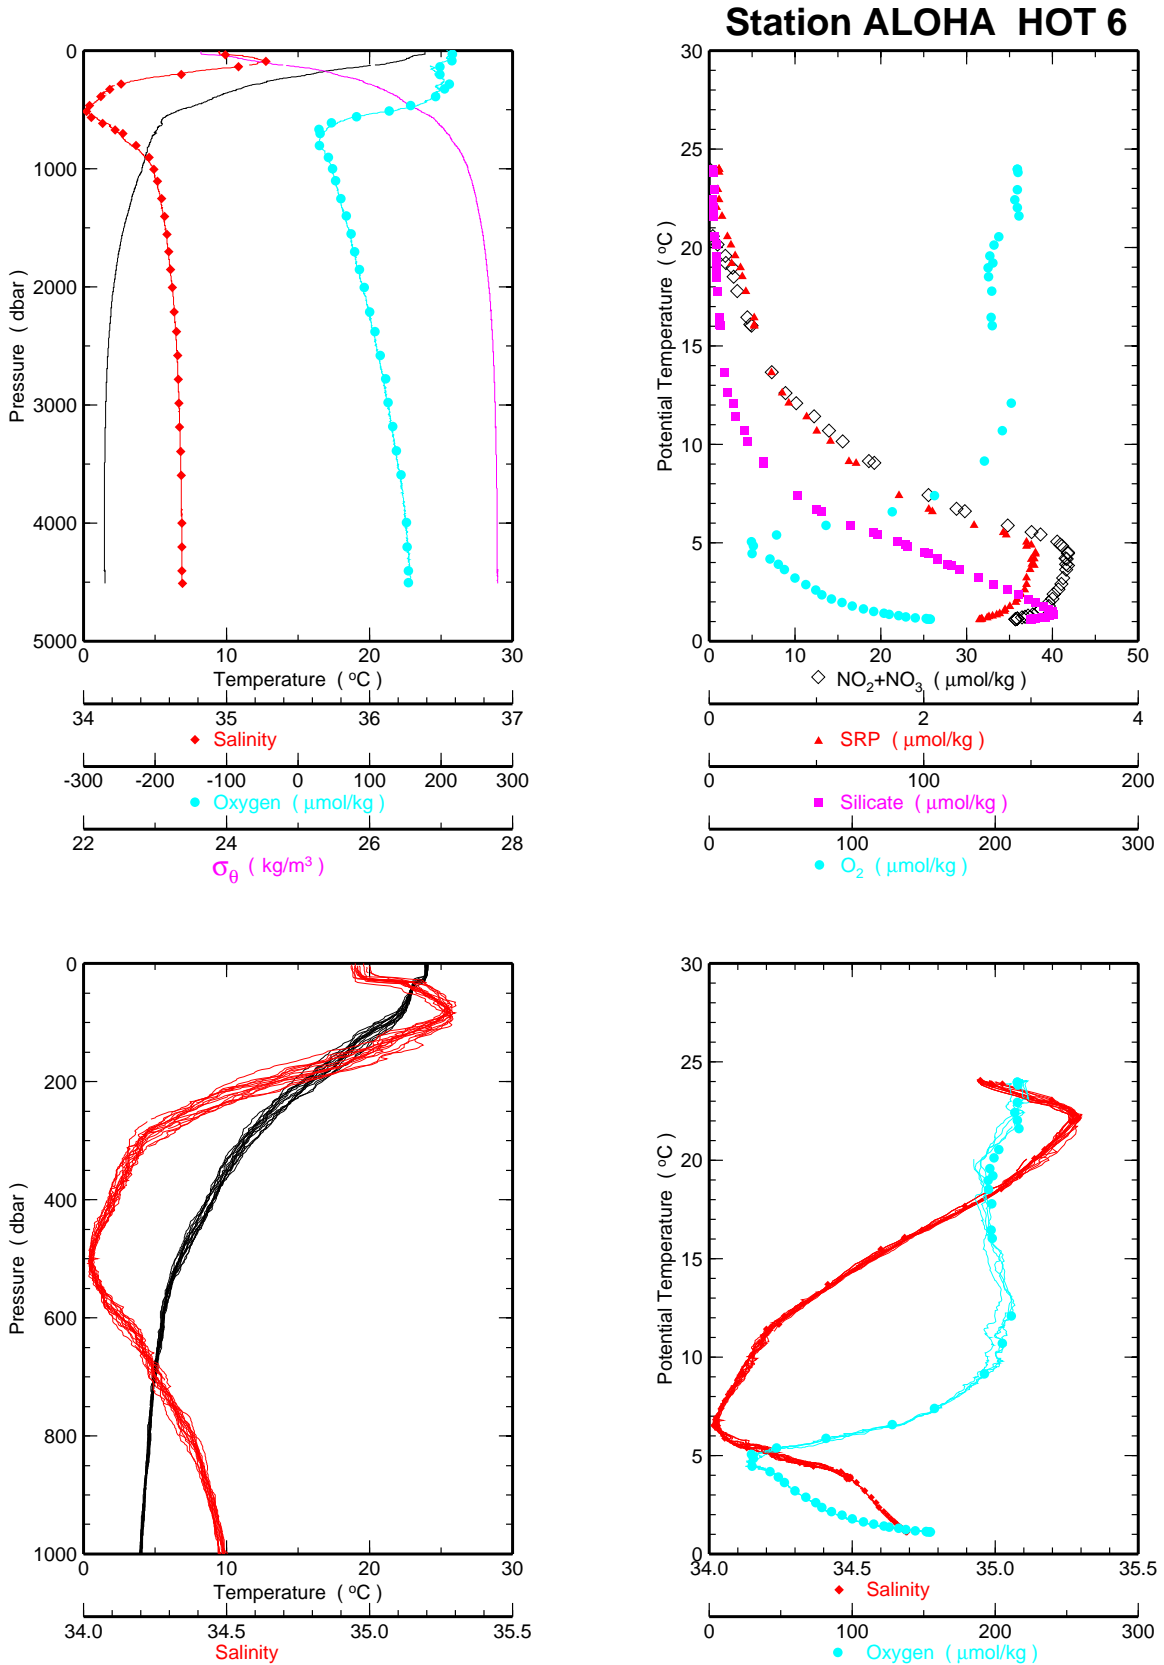 Station ALOHA HOT 6
0
1000
2000
3000
4000
5000
Pressure ( dbar)
0 10 20 30
Temperature ( °C)
34 35 36 37
Salinity
-300 -200 -100 0 100 200 300
Oxygen ( μmol/kg)
22 23 24 25 26 27 28
σθ ( kg/m³)
30
25
20
15
10
5
0
Potential Temperature ( °C)
0 10 20 30 40 50
NO₂+NO₃ ( μmol/kg)
0 2 4
SRP ( μmol/kg)
0 100 200
Silicate ( μmol/kg)
0 100 200 300
O₂ ( μmol/kg)
0
200
400
600
800
1000
Pressure ( dbar)
0 10 20 30
Temperature ( °C)
34.0 34.5 35.0 35.5
Salinity
30
25
20
15
10
5
0
Potential Temperature ( °C)
34.0 34.5 35.0 35.5
Salinity
0 100 200 300
Oxygen ( μmol/kg)